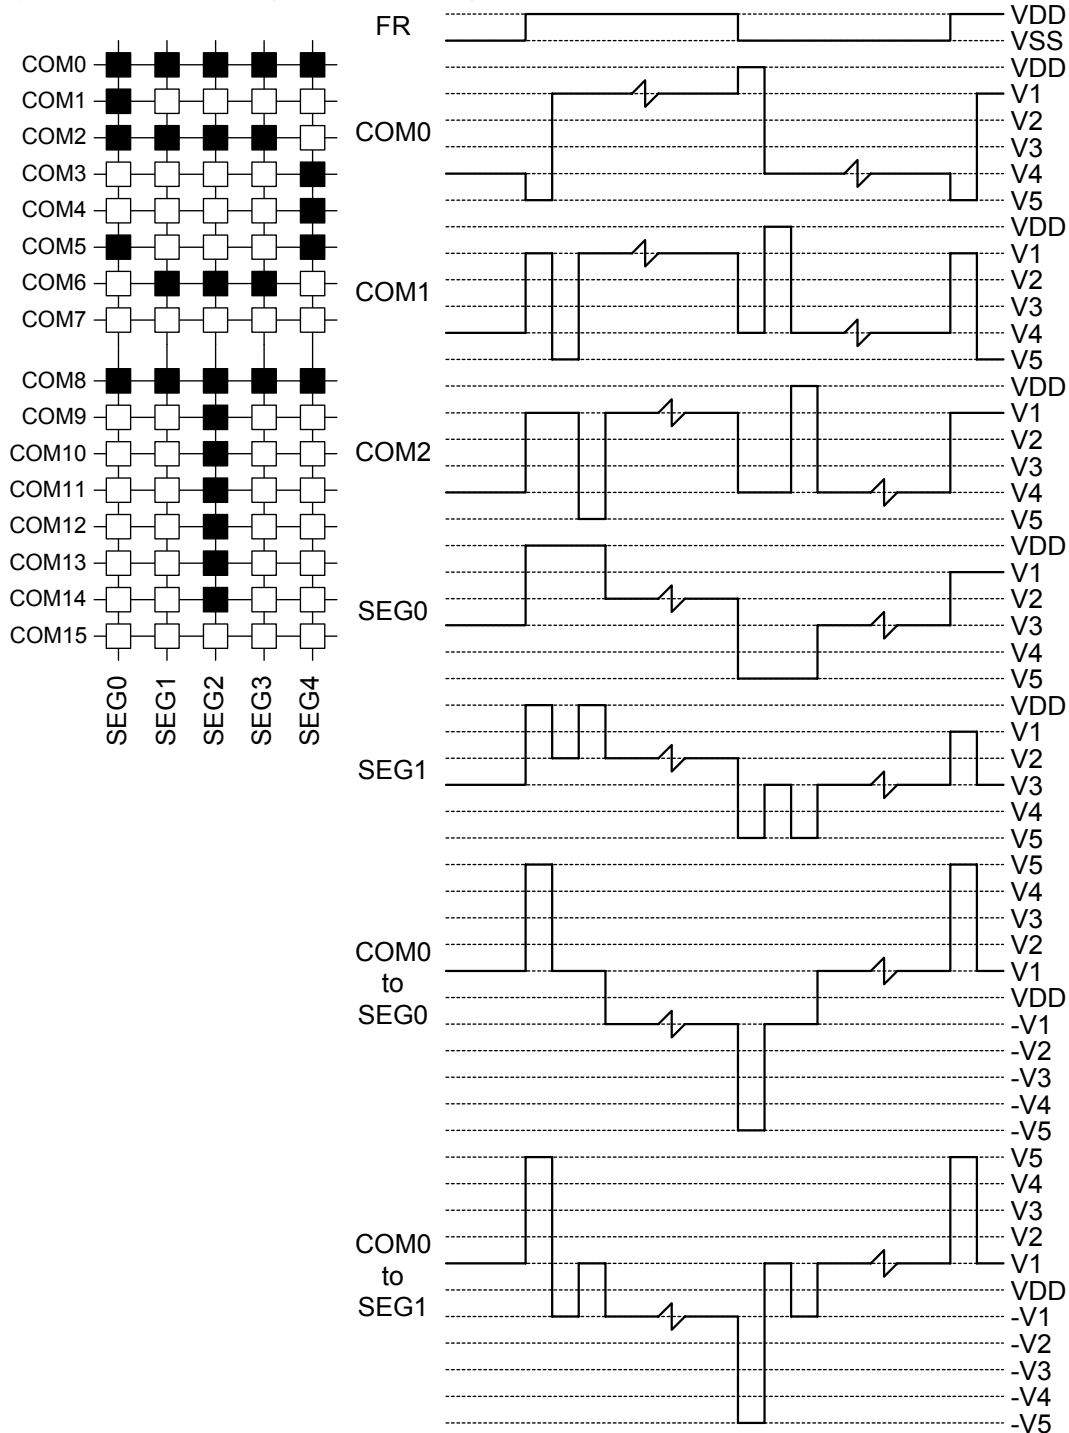 COM0
COM1
COM2
COM3
COM4
COM5
COM6
COM7
COM8
COM9
COM10
COM11
COM12
COM13
COM14
COM15
SEG0
SEG1
SEG2
SEG3
SEG4
FR
VDD
VSS
COM0
VDD
V1
V2
V3
V4
V5
COM1
VDD
V1
V2
V3
V4
V5
COM2
VDD
V1
V2
V3
V4
V5
SEG0
VDD
V1
V2
V3
V4
V5
SEG1
VDD
V1
V2
V3
V4
V5
COM0
to
SEG0
V5
V4
V3
V2
V1
VDD
-V1
-V2
-V3
-V4
-V5
COM0
to
SEG1
V5
V4
V3
V2
V1
VDD
-V1
-V2
-V3
-V4
-V5